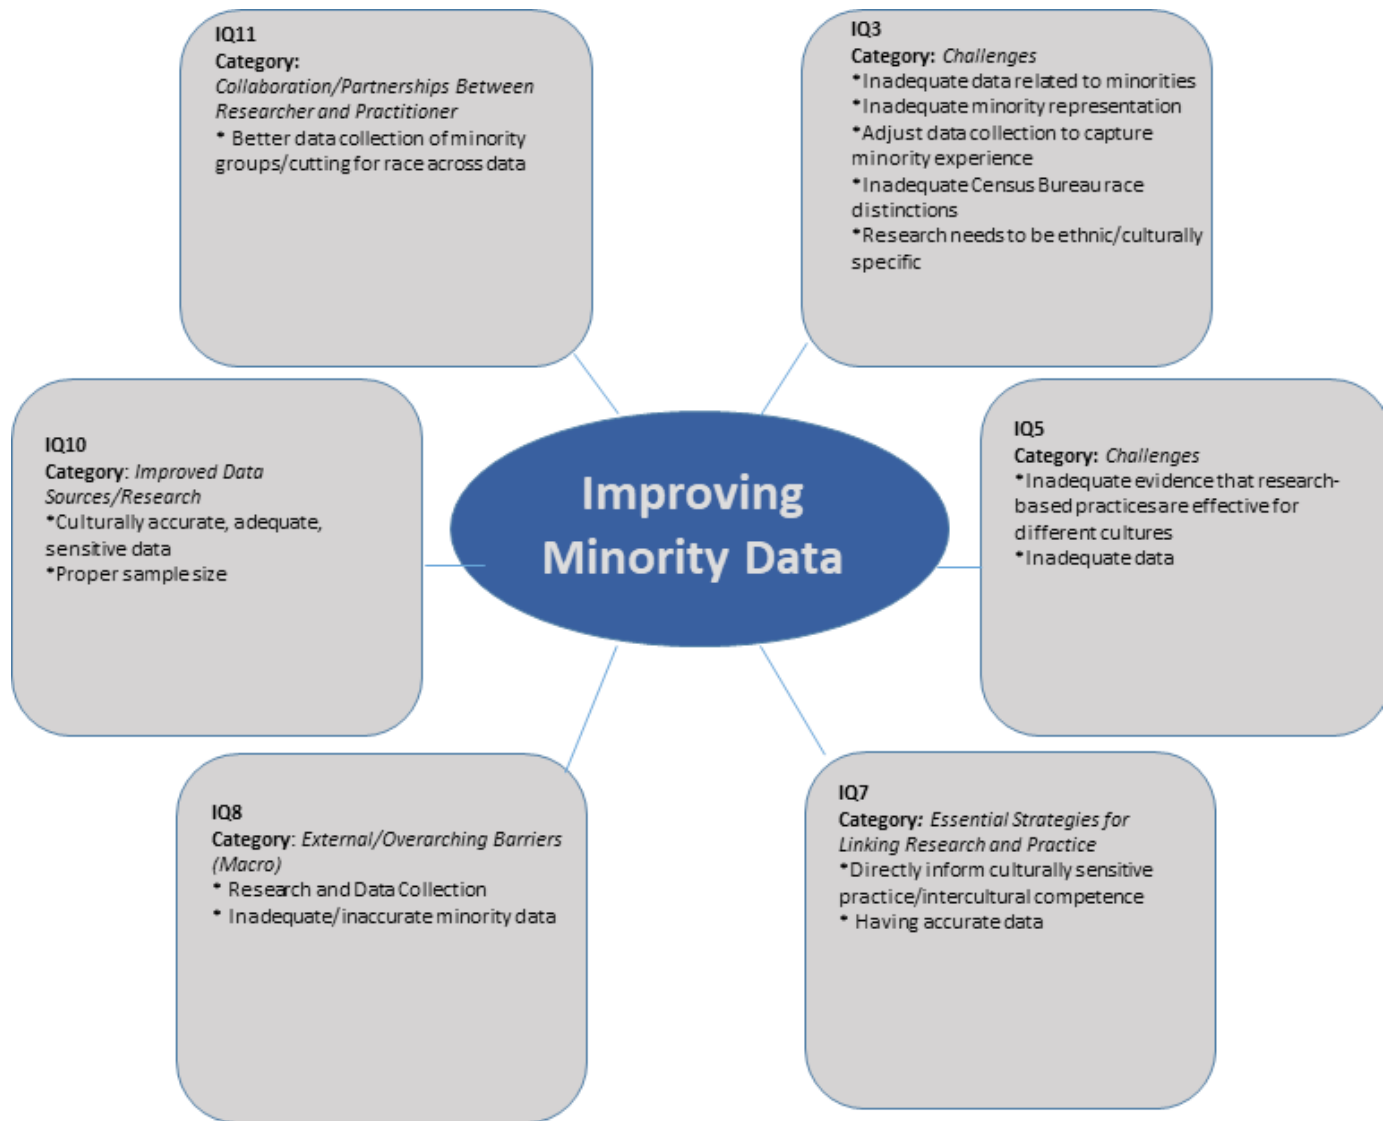 IQ11
Category:
Collaboration/Partnerships Between
Researcher and Practitioner
* Better data collection of minority
groups/cutting for race across data
IQ3
Category: Challenges
*Inadequate data related to minorities
*Inadequate minority representation
*Adjust data collection to capture
minority experience
*Inadequate Census Bureau race
distinctions
*Research needs to be ethnic/culturally
specific
IQ10
Category: Improved Data
Sources/Research
*Culturally accurate, adequate,
sensitive data
*Proper sample size
Improving
Minority Data
IQ5
Category: Challenges
*Inadequate evidence that research-
based practices are effective for
different cultures
*Inadequate data
IQ8
Category: External/Overarching Barriers
(Macro)
* Research and Data Collection
* Inadequate/inaccurate minority data
IQ7
Category: Essential Strategies for
Linking Research and Practice
*Directly inform culturally sensitive
practice/intercultural competence
* Having accurate data